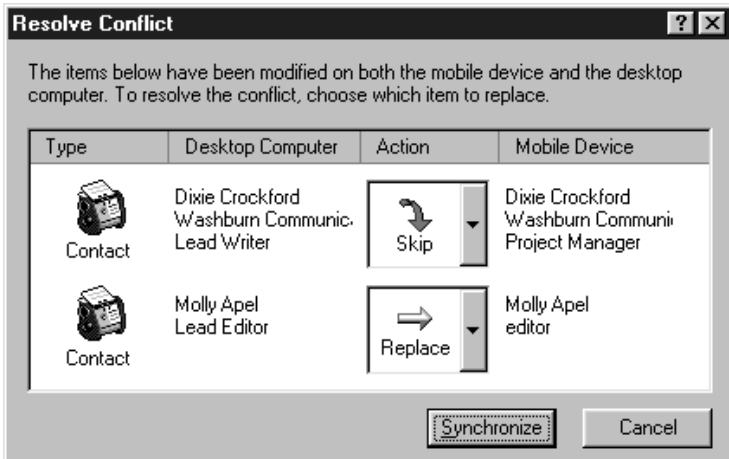 Resolve Conflict
The items below have been modified on both the mobile device and the desktop
computer. To resolve the conflict, choose which item to replace.
Type Desktop Computer Action Mobile Device
Dixie Crockford Dixie Crockford
Washburn Communic. Washburn Communi
Contact Lead Writer Skip Project Manager
Molly Apel Molly Apel
Lead Editor editor
Contact Replace
Synchronize Cancel